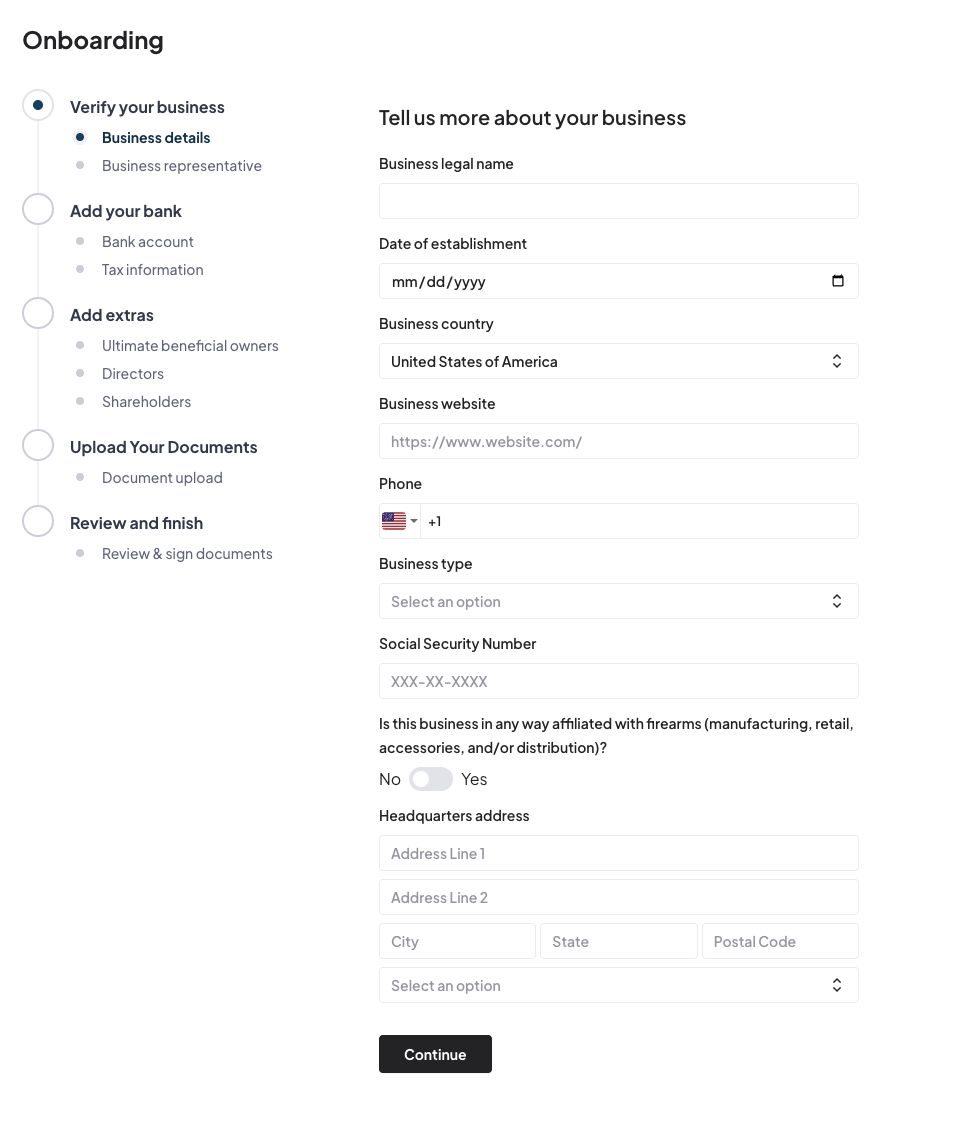 Onboarding
Verify your business
Business details
Business representative
Add your bank
Bank account
Tax information
Add extras
Ultimate beneficial owners
Directors
Shareholders
Upload Your Documents
Document upload
Review and finish
Review & sign documents
Tell us more about your business
Business legal name
Date of establishment
mm/dd/yyyy
Business country
United States of America
Business website
https://www.website.com/
Phone
+1
Business type
Select an option
Social Security Number
XXX-XX-XXXX
Is this business in any way affiliated with firearms (manufacturing, retail,
accessories, and/or distribution)?
No Yes
Headquarters address
Address Line 1
Address Line 2
City State Postal Code
Select an option
Continue